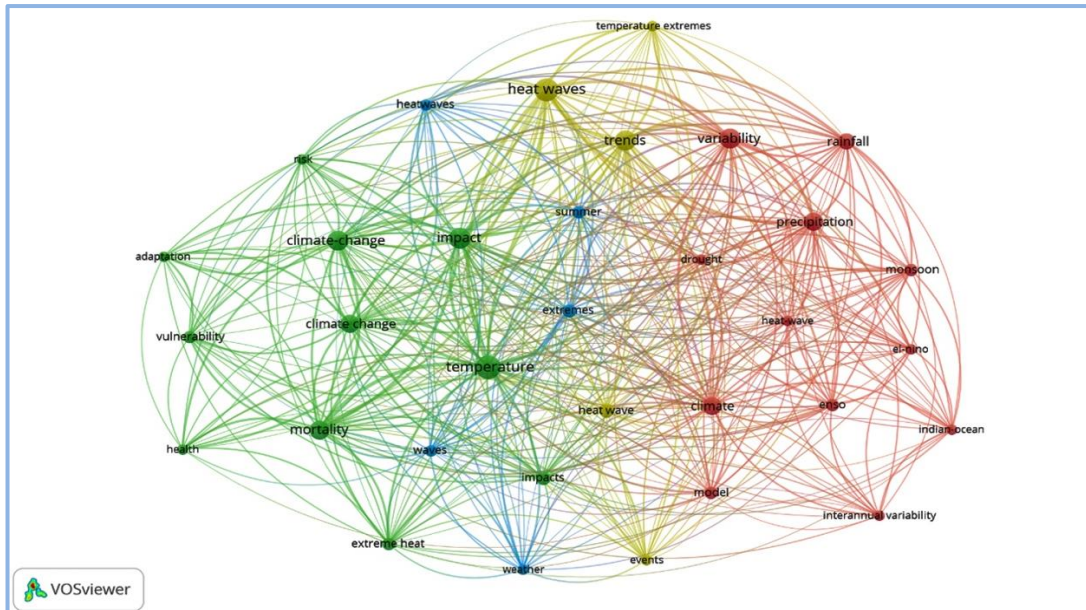 temperature extremes
heat waves
heatwaves
trends
variability
rainfall
risk
summer
precipitation
climate-change
impact
adaptation
drought
monsoon
extremes
climate change
heat-wave
vulnerability
el-nino
temperature
heat wave
climate
enso
mortality
indian-ocean
health
waves
impacts
model
interannual variability
extreme heat
events
weather
VOSviewer